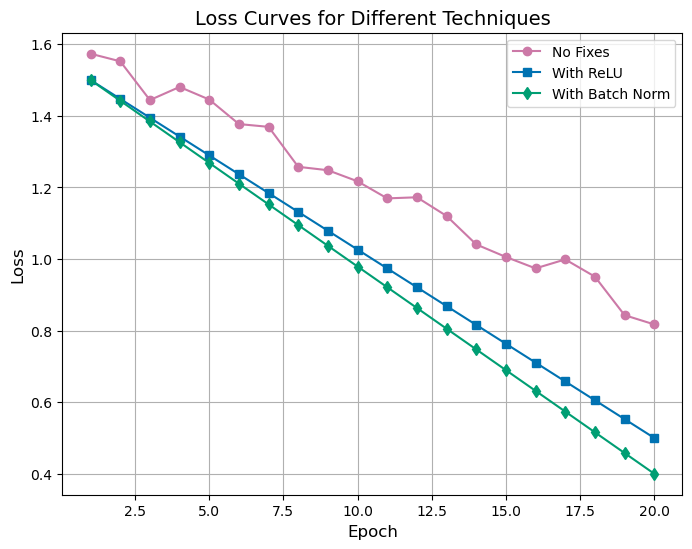 Loss Curves for Different Techniques
No Fixes
With ReLU
With Batch Norm
Loss
1.6
1.4
1.2
1.0
0.8
0.6
0.4
2.5 5.0 7.5 10.0 12.5 15.0 17.5 20.0
Epoch